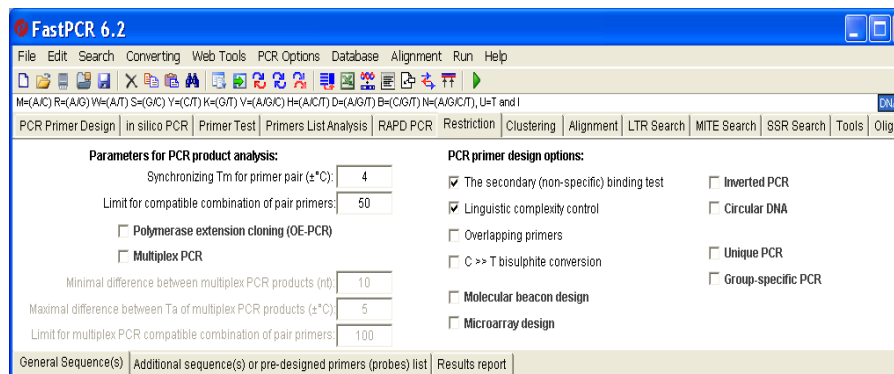 FastPCR 6.2
File Edit Search Converting Web Tools PCR Options Database Alignment Run Help
M=(A/C) R=(A/G) W=(A/T) S=(G/C) Y=(C/T) K=(G/T) V=(A/G/C) H=(A/C/T) D=(A/G/T) B=(C/G/T) N=(A/G/C/T), U=T and I DNA
PCR Primer Design in silico PCR Primer Test Primers List Analysis RAPD PCR Restriction Clustering Alignment LTR Search MITE Search SSR Search Tools Olig
Parameters for PCR product analysis:
Synchronizing Tm for primer pair (±°C): 4
Limit for compatible combination of pair primers: 50
Polymerase extension cloning (OE-PCR)
Multiplex PCR
Minimal difference between multiplex PCR products (nt): 10
Maximal difference between Ta of multiplex PCR products (±°C): 5
Limit for multiplex PCR compatible combination of pair primers: 100
PCR primer design options:
The secondary (non-specific) binding test
Linguistic complexity control
Overlapping primers
C >> T bisulphite conversion
Molecular beacon design
Microarray design
Inverted PCR
Circular DNA
Unique PCR
Group-specific PCR
General Sequence(s) Additional sequence(s) or pre-designed primers (probes) list Results report